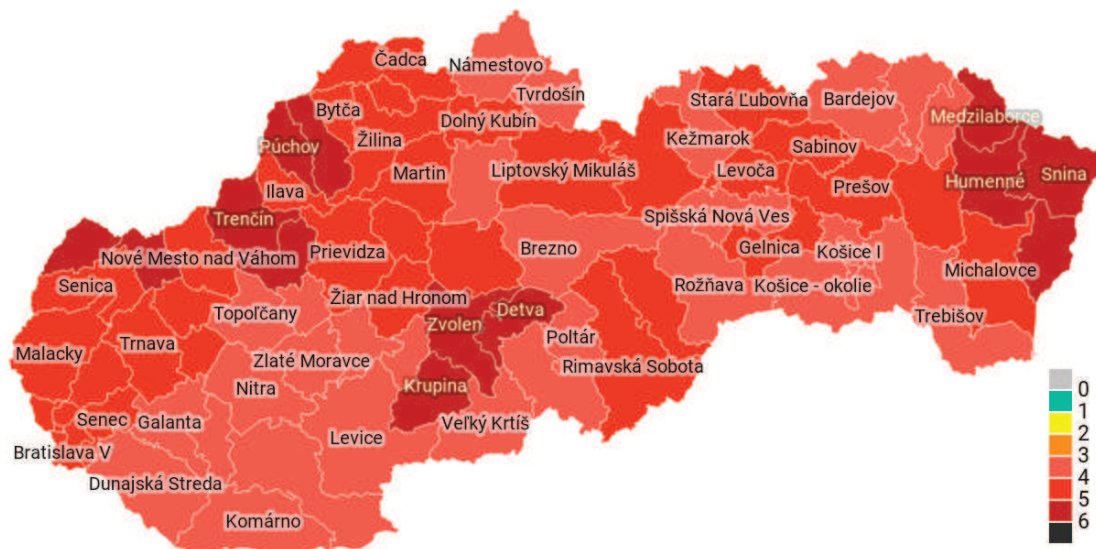 Čadca
Námestovo
Tvrdošín
Bytča
Dolný Kubín
Stará Ľubovňa
Bardejov
Medzilaborce
Púchov
Žilina
Kežmarok
Sabinov
Martin
Liptovský Mikuláš
Levoča
Prešov
Humenné
Snina
Ilava
Trenčín
Spišská Nová Ves
Nové Mesto nad Váhom
Prievidza
Brezno
Gelnica
Košice I
Michalovce
Senica
Žiar nad Hronom
Rožňava
Košice - okolie
Topoľčany
Detva
Zvolen
Poltár
Trebišov
Malacky
Trnava
Zlaté Moravce
Rimavská Sobota
Nitra
Krupina
Senec
Galanta
Levice
Veľký Krtíš
Bratislava V
Dunajská Streda
Komárno
0
1
2
3
4
5
6